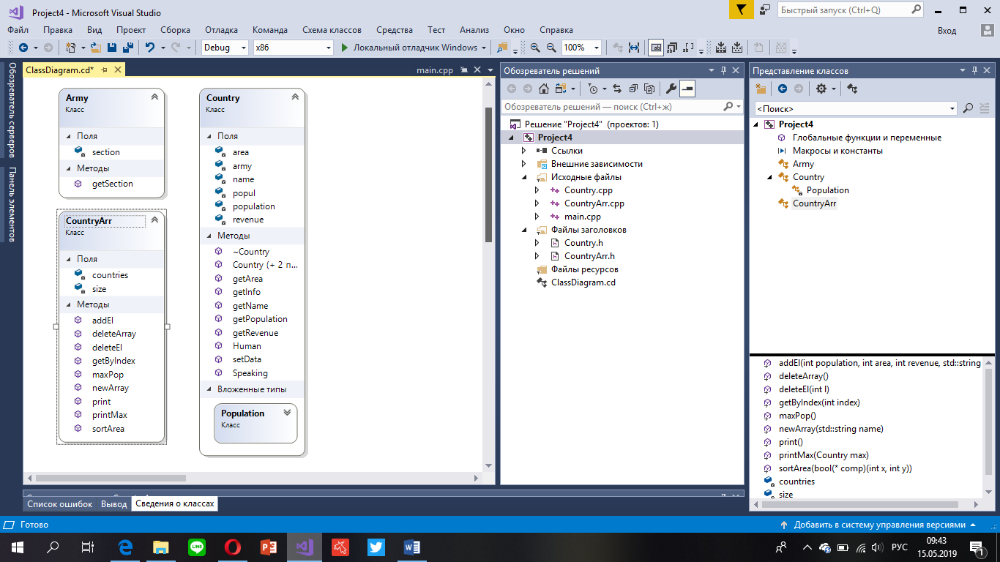 Project4 - Microsoft Visual Studio
Быстрый запуск (Ctrl+Q)
Файл Правка Вид Проект Сборка Отладка Команда Схема классов Средства Тест Анализ Окно Справка
Вход
Debug x86 Локальный отладчик Windows 100%
Обозреватель серверов
Панель элементов
ClassDiagram.cd*
main.cpp
Army
Класс
Поля
section
Методы
getSection
CountryArr
Класс
Поля
countries
size
Методы
addEl
deleteArray
deleteEl
getByIndex
maxPop
newArray
print
printMax
sortArea
Country
Класс
Поля
area
army
name
popul
population
revenue
Методы
~Country
Country (+ 2 п...
getArea
getInfo
getName
getPopulation
getRevenue
Human
setData
Speaking
Вложенные типы
Population
Класс
Обозреватель решений
Обозреватель решений — поиск (Ctrl+ж)
Решение "Project4" (проектов: 1)
Project4
Ссылки
Внешние зависимости
Исходные файлы
Country.cpp
CountryArr.cpp
main.cpp
Файлы заголовков
Country.h
CountryArr.h
Файлы ресурсов
ClassDiagram.cd
Представление классов
<Поиск>
Project4
Глобальные функции и переменные
Макросы и константы
Army
Country
Population
CountryArr
addEl(int population, int area, int revenue, std::string
deleteArray()
deleteEl(int I)
getByIndex(int index)
maxPop()
newArray(std::string name)
print()
printMax(Country max)
sortArea(bool(* comp)(int x, int y))
countries
size
Список ошибок Вывод Сведения о классах
Готово
Добавить в систему управления версиями
LINE
РУС
09:43
15.05.2019
1